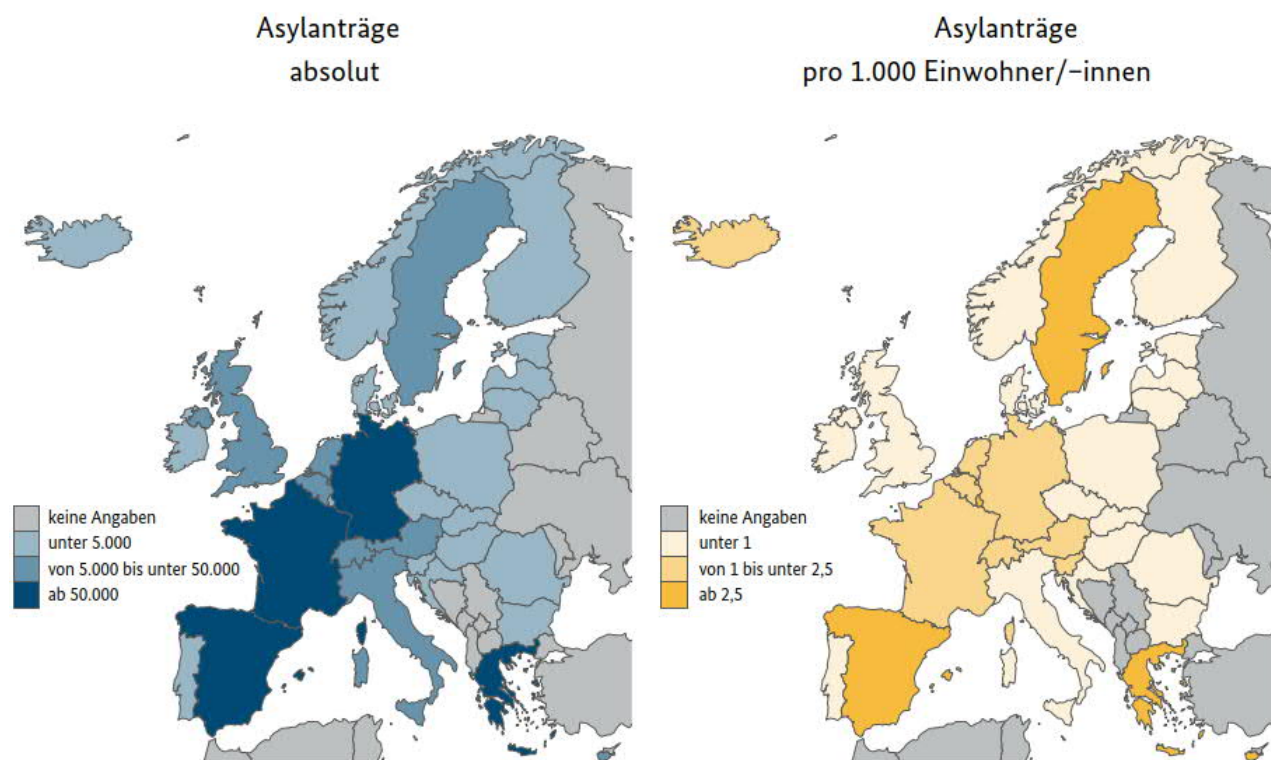 Asylanträge
absolut
keine Angaben
unter 5.000
von 5.000 bis unter 50.000
ab 50.000
Asylanträge
pro 1.000 Einwohner/-innen
keine Angaben
unter 1
von 1 bis unter 2,5
ab 2,5